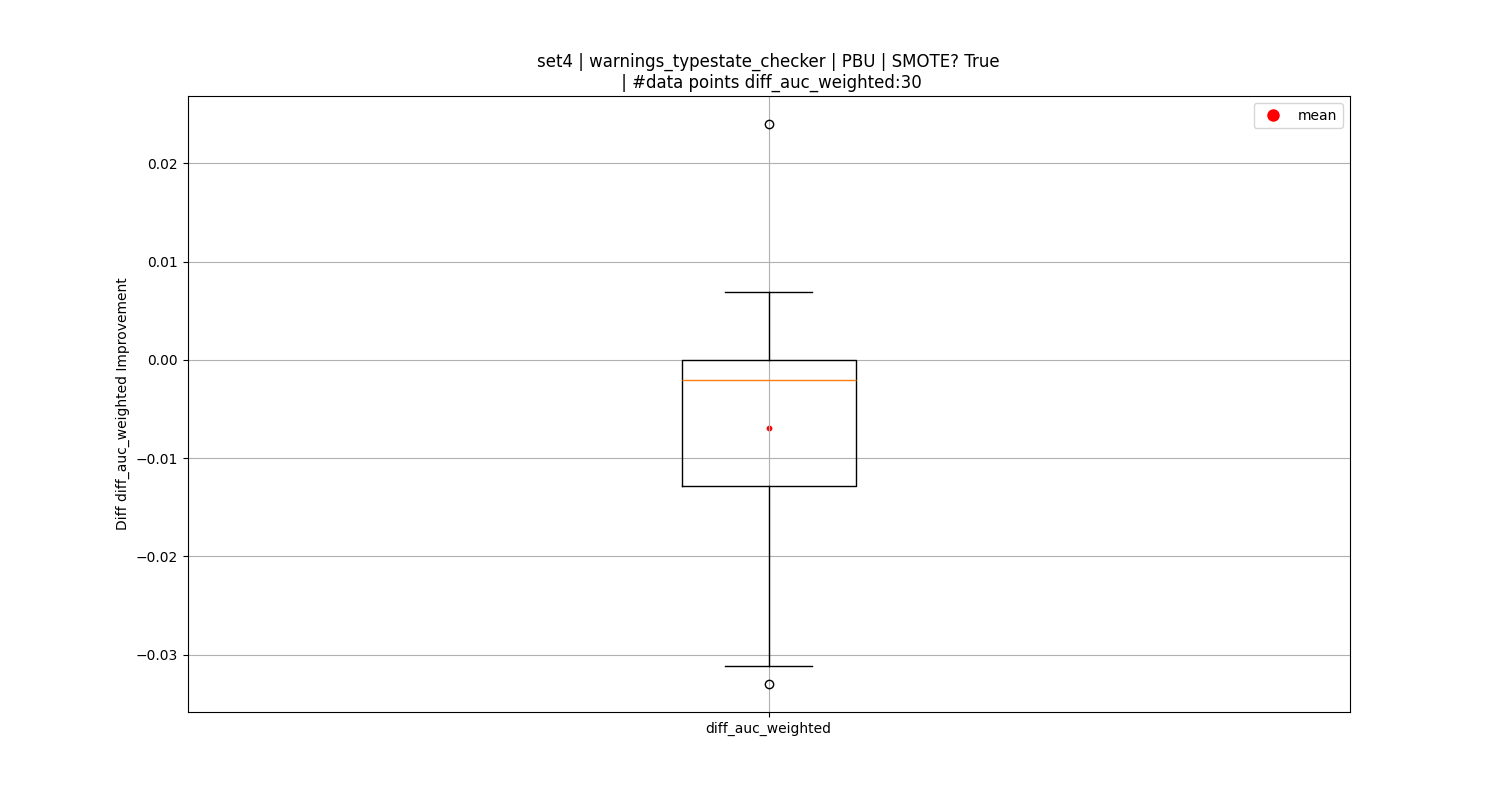 set4 | warnings_typestate_checker | PBU | SMOTE? True
| #data points diff_auc_weighted:30
mean
0.02
0.01
0.00
−0.01
−0.02
−0.03
Diff diff_auc_weighted Improvement
diff_auc_weighted